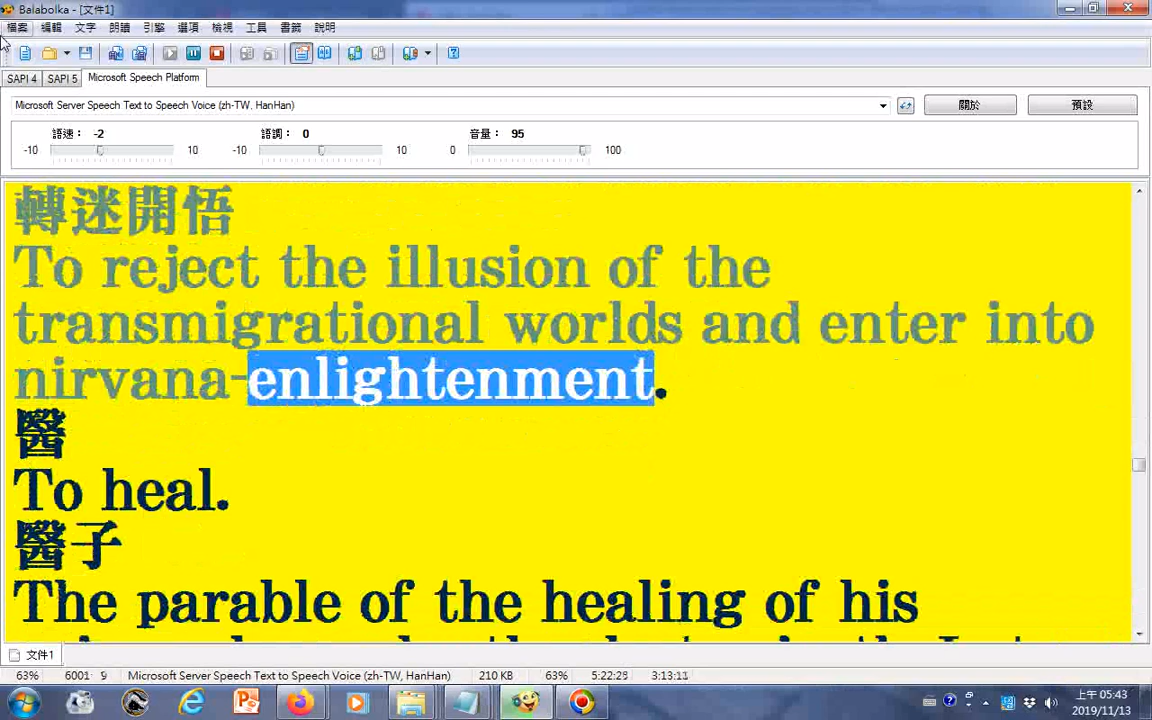 Balabolka - [文件1]
檔案 編輯 文字 朗讀 引擎 選項 檢視 工具 書籤 說明
SAPI 4 SAPI 5 Microsoft Speech Platform
Microsoft Server Speech Text to Speech Voice (zh-TW, HanHan) 關於 預設
語速： -2 語調： 0 音量： 95
-10 10 -10 10 0 100
轉迷開悟
To reject the illusion of the
transmigrational worlds and enter into
nirvana-enlightenment.
醫
To heal.
醫子
The parable of the healing of his
文件1
63% 6001: 9 Microsoft Server Speech Text to Speech Voice (zh-TW, HanHan) 210 KB 63% 5:22:29 3:13:11
上午 05:43
2019/11/13